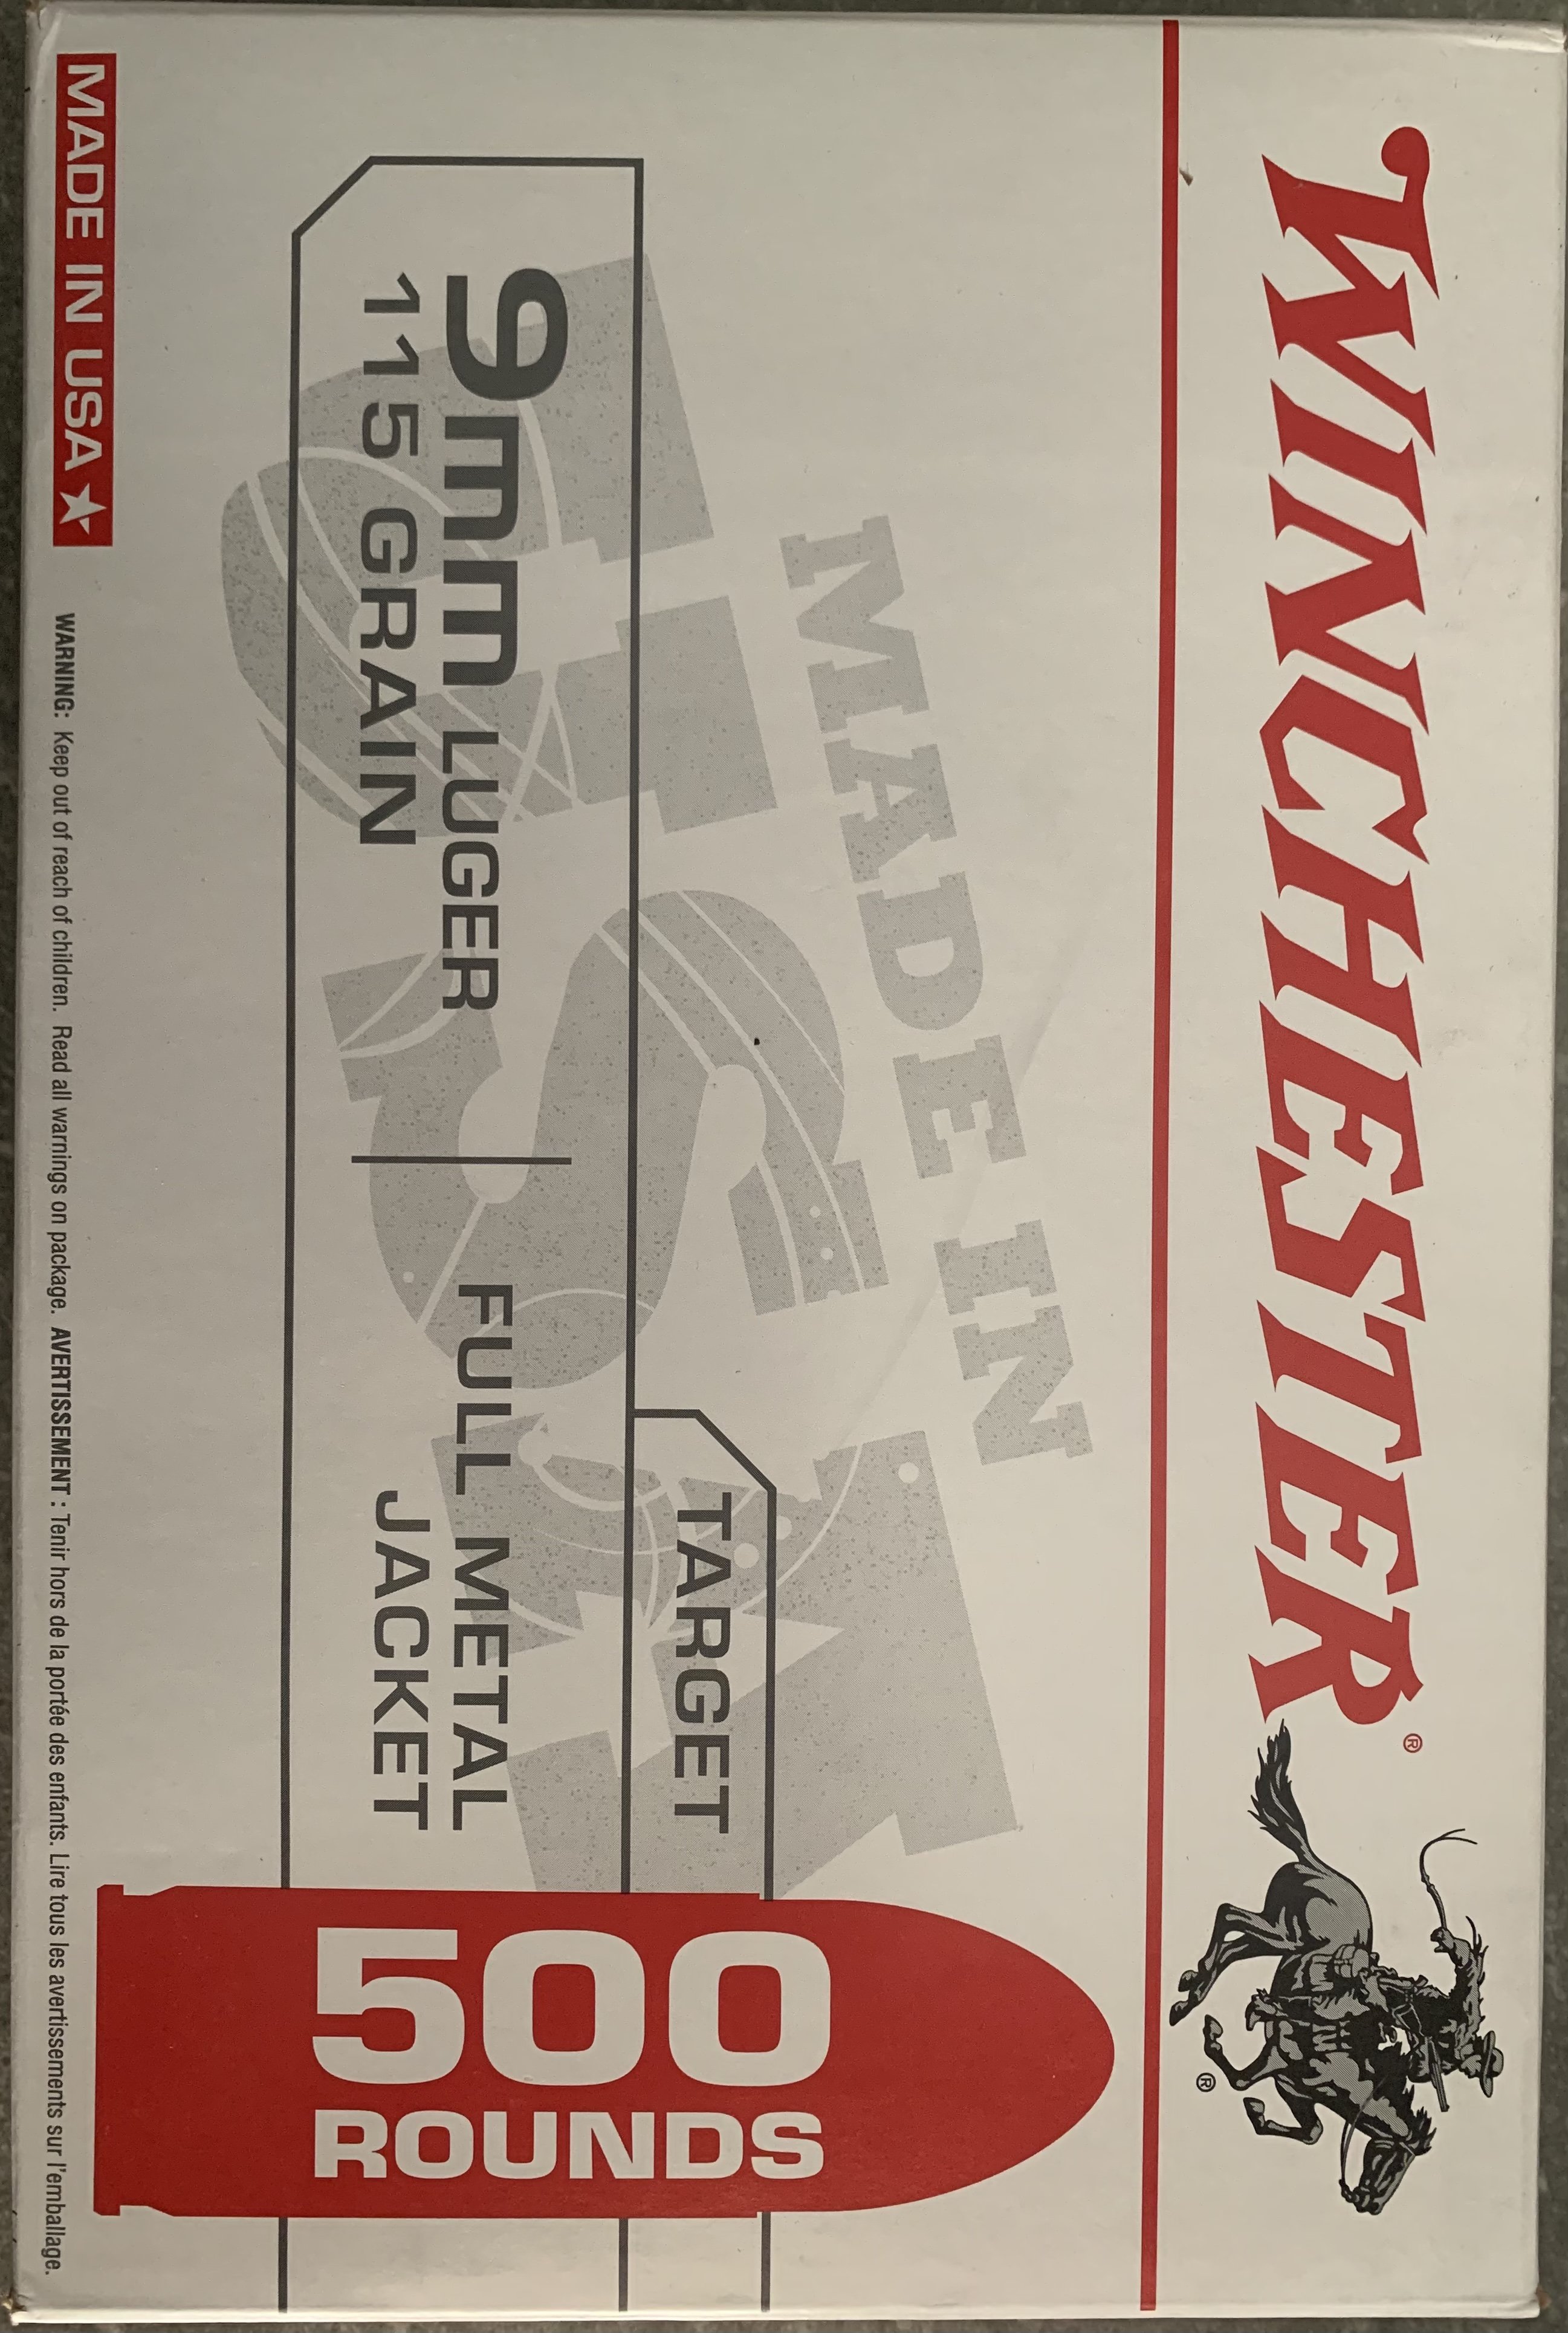 WINCHESTER®
®
MADE IN
USA
TARGET
9mm LUGER
115 GRAIN
FULL METAL
JACKET
500
ROUNDS
MADE IN USA
WARNING: Keep out of reach of children. Read all warnings on package. AVERTISSEMENT : Tenir hors de la portée des enfants. Lire tous les avertissements sur l'emballage.